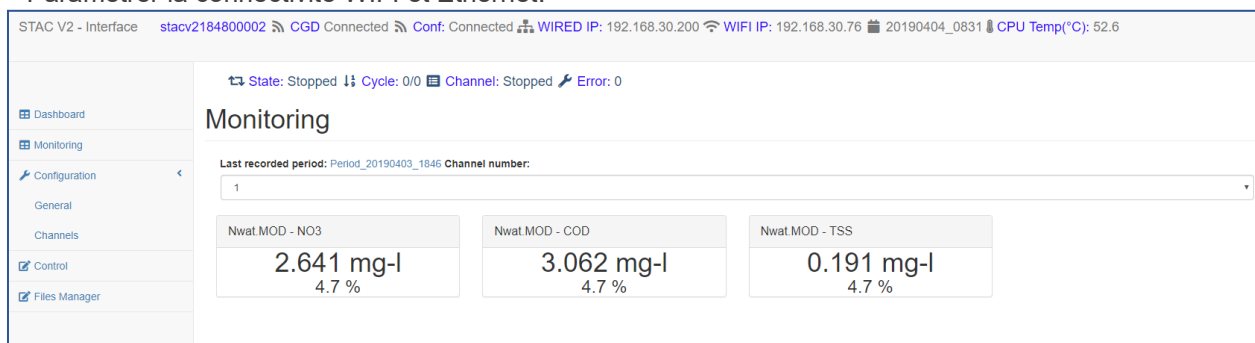 Paramétrer la connectivité WIFI et Ethernet.
STAC V2 - Interface stacv2184800002 CGD Connected Conf: Connected WIRED IP: 192.168.30.200 WIFI IP: 192.168.30.76 20190404_0831 CPU Temp(°C): 52.6
State: Stopped Cycle: 0/0 Channel: Stopped Error: 0
Dashboard
Monitoring
Configuration
General
Channels
Control
Files Manager
Monitoring
Last recorded period: Period_20190403_1846 Channel number:
1
Nwat.MOD - NO3
2.641 mg-l
4.7 %
Nwat.MOD - COD
3.062 mg-l
4.7 %
Nwat.MOD - TSS
0.191 mg-l
4.7 %